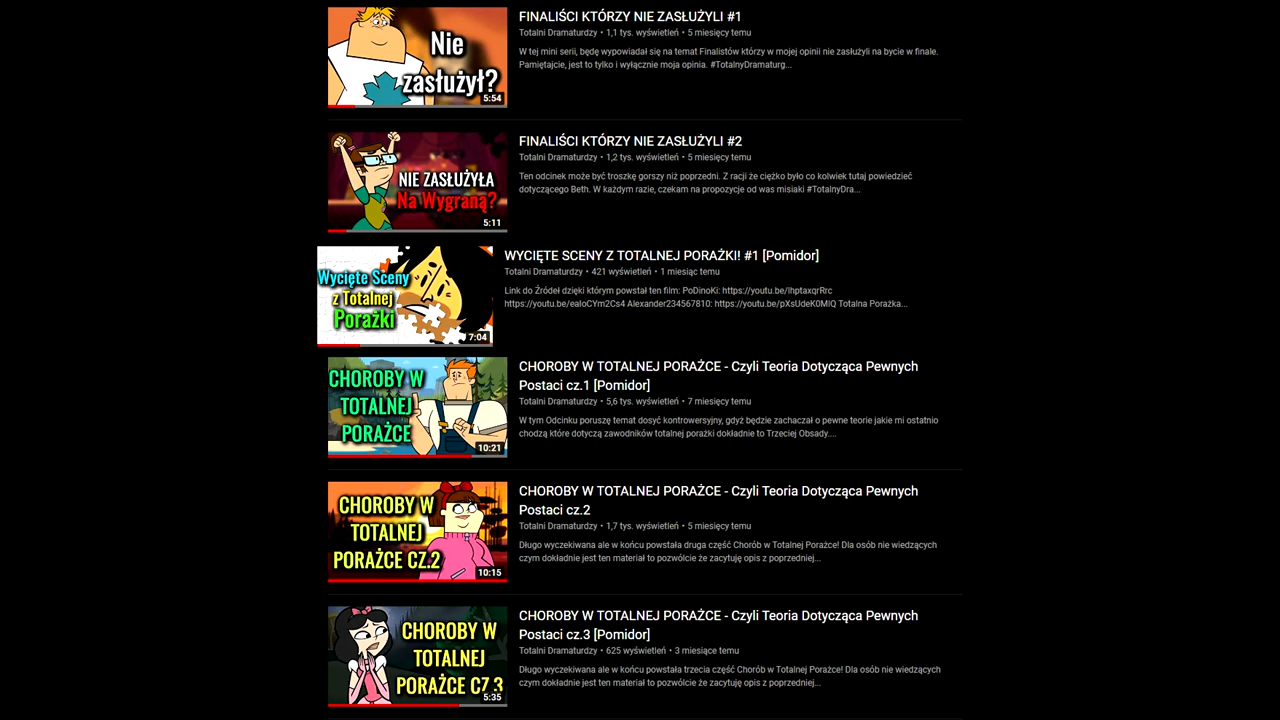 Nie
zasłużył?
5:54
FINALIŚCI KTÓRZY NIE ZASŁUŻYLI #1
Totalni Dramaturdzy • 1,1 tys. wyświetleń • 5 miesięcy temu
W tej mini serii, będę wypowiadał się na temat Finalistów którzy w mojej opinii nie zasłużyli na bycie w finale.
Pamiętajcie, jest to tylko i wyłącznie moja opinia. #TotalnyDramaturg...
NIE ZASŁUŻYŁA
Na Wygraną?
5:11
FINALIŚCI KTÓRZY NIE ZASŁUŻYLI #2
Totalni Dramaturdzy • 1,2 tys. wyświetleń • 5 miesięcy temu
Ten odcinek może być troszkę gorszy niż poprzedni. Z racji że ciężko było co kolwiek tutaj powiedzieć
dotyczącego Beth. W każdym razie, czekam na propozycje od was misiaki #TotalnyDra...
Wycięte Sceny
z Totalnej
Porażki
7:04
WYCIĘTE SCENY Z TOTALNEJ PORAŻKI! #1 [Pomidor]
Totalni Dramaturdzy • 421 wyświetleń • 1 miesiąc temu
Link do Źródeł dzięki którym powstał ten film: PoDinoKi: https://youtu.be/lhptaxqrRrc
https://youtu.be/ealoCYm2Cs4 Alexander234567810: https://youtu.be/pXsUdeK0MiQ Totalna Porażka...
CHOROBY W
TOTALNEJ
PORAŻCE
10:21
CHOROBY W TOTALNEJ PORAŻCE - Czyli Teoria Dotycząca Pewnych
Postaci cz.1 [Pomidor]
Totalni Dramaturdzy • 5,6 tys. wyświetleń • 7 miesięcy temu
W tym Odcinku poruszę temat dosyć kontrowersyjny, gdyż będzie zachaczał o pewne teorie jakie mi ostatnio
chodzą które dotyczą zawodników totalnej porażki dokładnie to Trzeciej Obsady....
CHOROBY W
TOTALNEJ
PORAŻCE CZ.2
10:15
CHOROBY W TOTALNEJ PORAŻCE - Czyli Teoria Dotycząca Pewnych
Postaci cz.2
Totalni Dramaturdzy • 1,7 tys. wyświetleń • 5 miesięcy temu
Długo wyczekiwana ale w końcu powstała druga część Chorób w Totalnej Porażce! Dla osób nie wiedzących
czym dokładnie jest ten materiał to pozwólcie że zacytuję opis z poprzedniej...
CHOROBY W
TOTALNEJ
PORAŻCE CZ.3
5:35
CHOROBY W TOTALNEJ PORAŻCE - Czyli Teoria Dotycząca Pewnych
Postaci cz.3 [Pomidor]
Totalni Dramaturdzy • 625 wyświetleń • 3 miesiące temu
Długo wyczekiwana ale w końcu powstała trzecia część Chorób w Totalnej Porażce! Dla osób nie wiedzących
czym dokładnie jest ten materiał to pozwólcie że zacytuję opis z poprzedniej...